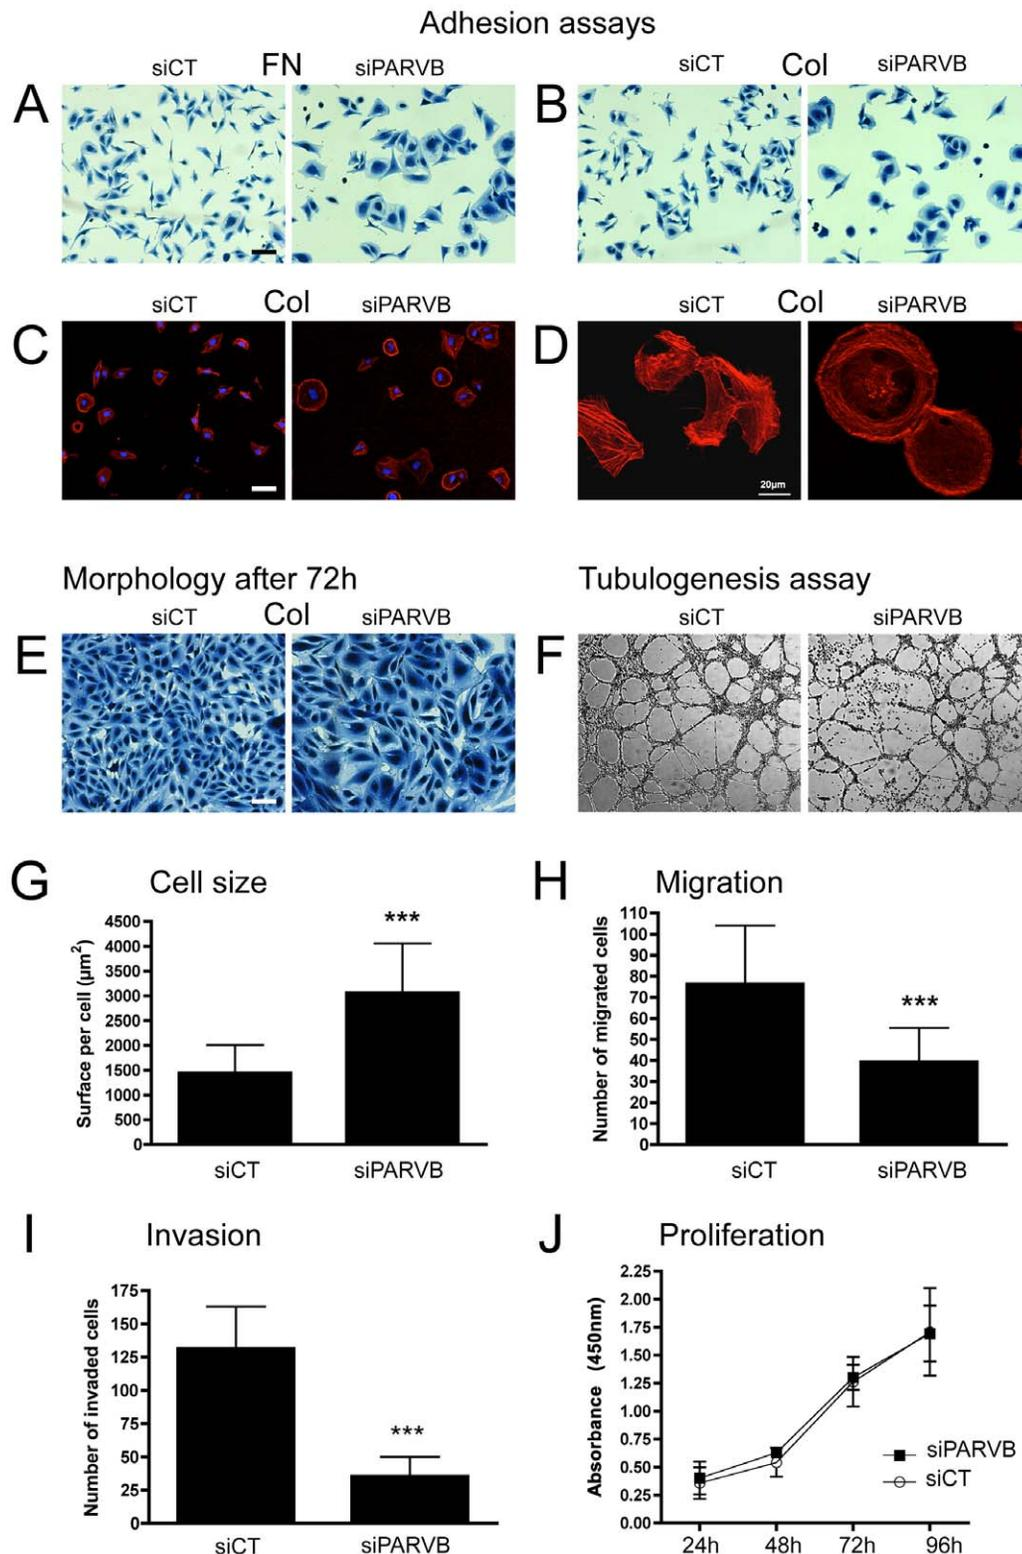 Adhesion assays
siCT FN siPARVB
siCT Col siPARVB
A
B
siCT Col siPARVB
siCT Col siPARVB
C
D
20µm
Morphology after 72h
Tubulogenesis assay
siCT Col siPARVB
siCT siPARVB
E
F
G
Cell size
Surface per cell (µm²)
4500
4000
3500
3000
2500
2000
1500
1000
500
0
***
siCT siPARVB
H
Migration
Number of migrated cells
110
100
90
80
70
60
50
40
30
20
10
0
***
siCT siPARVB
I
Invasion
Number of invaded cells
175
150
125
100
75
50
25
0
***
siCT siPARVB
J
Proliferation
Absorbance (450nm)
2.25
2.00
1.75
1.50
1.25
1.00
0.75
0.50
0.25
0.00
siPARVB
siCT
24h 48h 72h 96h